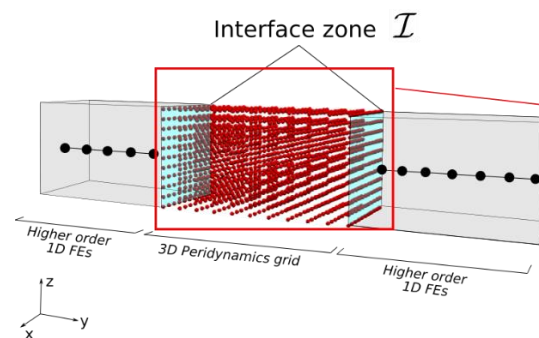 Interface zone I
Higher order
1D FEs
3D Peridynamics grid
Higher order
1D FEs
z
y
x